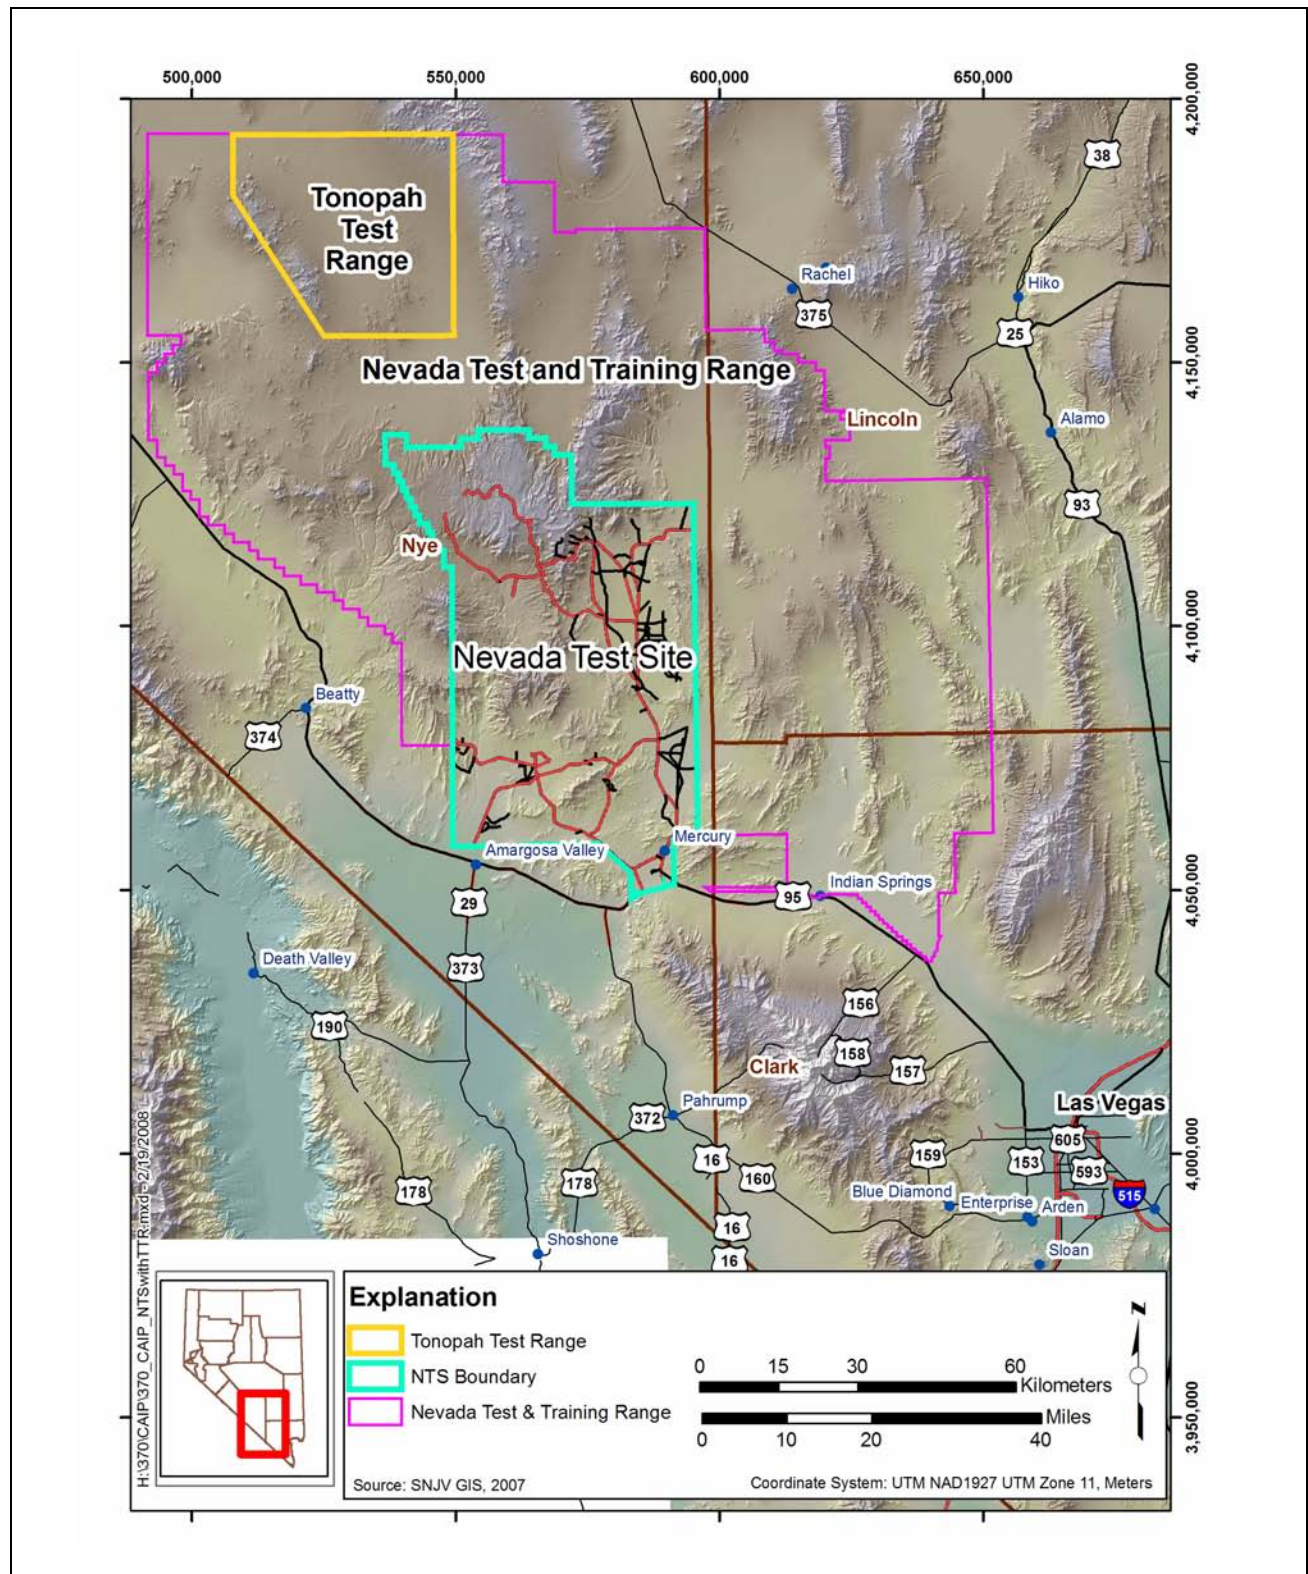 500,000
550,000
600,000
650,000
4,200,000
38
Tonopah
Test
Range
Rachel
Hiko
375
25
4,150,000
Nevada Test and Training Range
Lincoln
Alamo
93
Nye
4,100,000
Nevada Test Site
Beatty
374
Mercury
Amargosa Valley
Indian Springs
4,050,000
29
95
373
Death Valley
156
190
158
157
Clark
Pahrump
Las Vegas
372
605
16
159
153
593
4,000,000
178
178
160
515
Blue Diamond
Enterprise
Arden
16
Shoshone
Sloan
16
H:\370\CAIP\370_CAIP_NTSwithTTR.mxd - 2/19/2008
Explanation
Tonopah Test Range
NTS Boundary
Nevada Test & Training Range
0 15 30 60
Kilometers
Miles
0 10 20 40
N
3,950,000
Source: SNJV GIS, 2007
Coordinate System: UTM NAD1927 UTM Zone 11, Meters